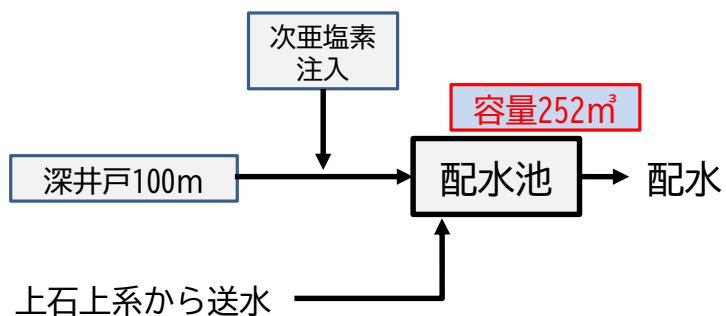 次亜塩素
注入
容量252㎥
深井戸100m
配水池
配水
上石上系から送水